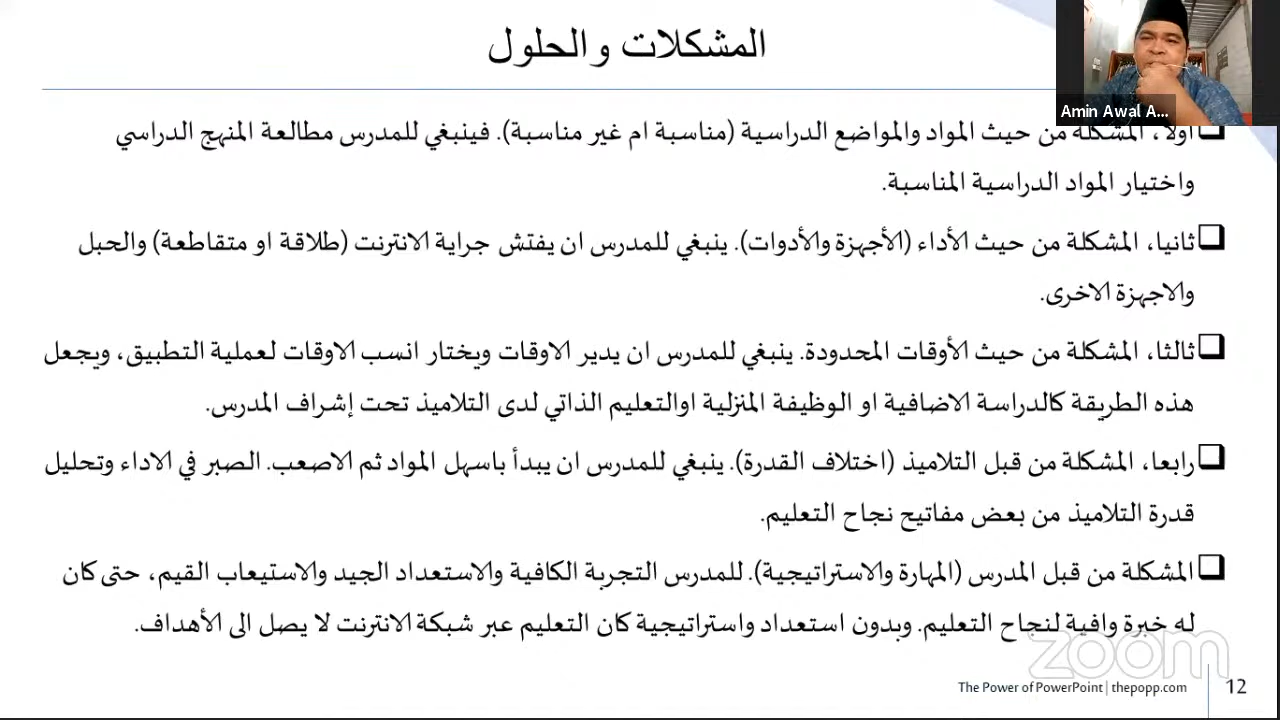 المشكلات والحلول
Amin Awal A...
اولا، المشكلة من حيث المواد والمواضع الدراسية (مناسبة ام غير مناسبة). فينبغي للمدرس مطالعة المنهج الدراسي
واختيار المواد الدراسية المناسبة.
ثانيا، المشكلة من حيث الأداء (الأجهزة والأدوات). ينبغي للمدرس ان يفتش جراية الانترنت (طلاقة او متقاطعة) والحبل
والاجهزة الاخرى.
ثالثا، المشكلة من حيث الأوقات المحدودة. ينبغي للمدرس ان يدير الاوقات ويختار انسب الاوقات لعملية التطبيق، ويجعل
هذه الطريقة كالدراسة الاضافية او الوظيفة المنزلية اوالتعليم الذاتي لدى التلاميذ تحت إشراف المدرس.
رابعا، المشكلة من قبل التلاميذ (اختلاف القدرة). ينبغي للمدرس ان يبدأ باسهل المواد ثم الاصعب. الصبر في الاداء وتحليل
قدرة التلاميذ من بعض مفاتيح نجاح التعليم.
المشكلة من قبل المدرس (المهارة والاستراتيجية). للمدرس التجربة الكافية والاستعداد الجيد والاستيعاب القيم، حتى كان
له خبرة وافية لنجاح التعليم. وبدون استعداد واستراتيجية كان التعليم عبر شبكة الانترنت لا يصل الى الأهداف.
zoom
The Power of PowerPoint | thepopp.com
12